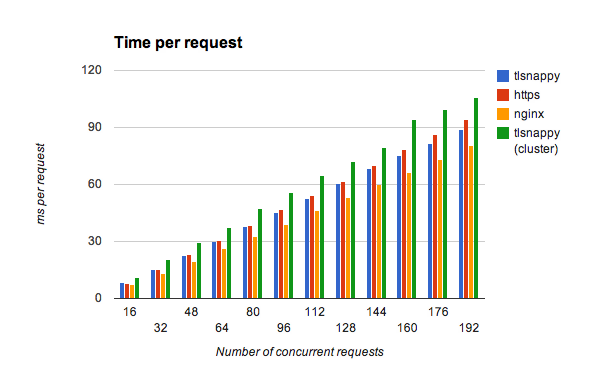 Time per request
120
90
60
30
0
ms per request
16
48
80
112
144
176
32
64
96
128
160
192
Number of concurrent requests
tlsnappy
https
nginx
tlsnappy
(cluster)